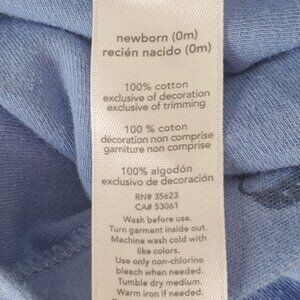 newborn (0m)
recién nacido (0m)
100% cotton
exclusive of decoration
exclusive of trimming
100 % coton
décoration non comprise
garniture non comprise
100% algodón
exclusivo de decoración
RN# 35623
CA# 53061
Wash before use.
Turn garment inside out.
Machine wash cold with
like colors.
Use only non-chlorine
bleach when needed.
Tumble dry medium.
Warm iron if needed.